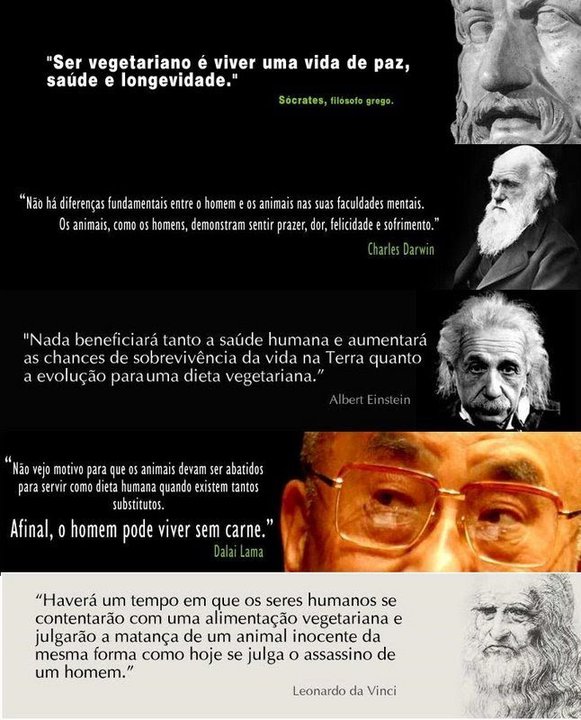 "Ser vegetariano é viver uma vida de paz,
saúde e longevidade."
Sócrates, filósofo grego.
“Não há diferenças fundamentais entre o homem e os animais nas suas faculdades mentais.
Os animais, como os homens, demonstram sentir prazer, dor, felicidade e sofrimento.”
Charles Darwin
"Nada beneficiará tanto a saúde humana e aumentará
as chances de sobrevivência da vida na Terra quanto
a evolução para uma dieta vegetariana.”
Albert Einstein
“Não vejo motivo para que os animais devam ser abatidos
para servir como dieta humana quando existem tantos
substitutos.
Afinal, o homem pode viver sem carne.”
Dalai Lama
“Haverá um tempo em que os seres humanos se
contentarão com uma alimentação vegetariana e
julgarão a matança de um animal inocente da
mesma forma como hoje se julga o assassino de
um homem.”
Leonardo da Vinci